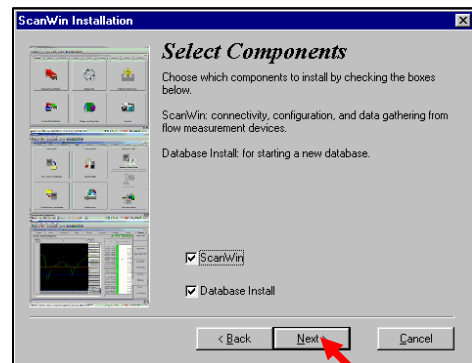 ScanWin Installation
Select Components
Choose which components to install by checking the boxes
below.
ScanWin: connectivity, configuration, and data gathering from
flow measurement devices.
Database Install: for starting a new database.
ScanWin
Database Install
< Back
Next >
Cancel